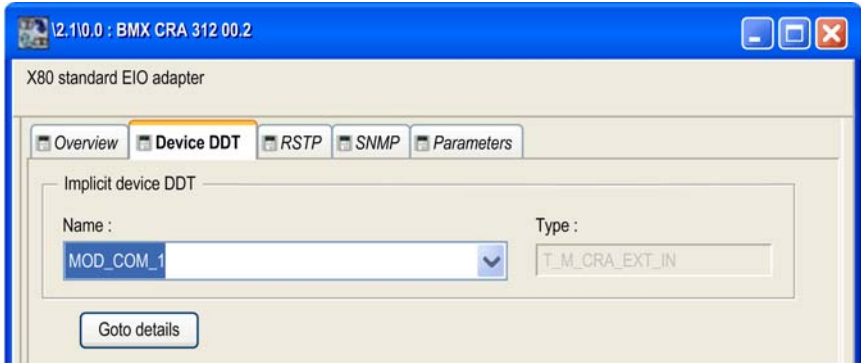 \2.1\0.0 : BMX CRA 312 00.2
X80 standard EIO adapter
Overview Device DDT RSTP SNMP Parameters
Implicit device DDT
Name : Type :
MOD_COM_1 T_M_CRA_EXT_IN
Goto details